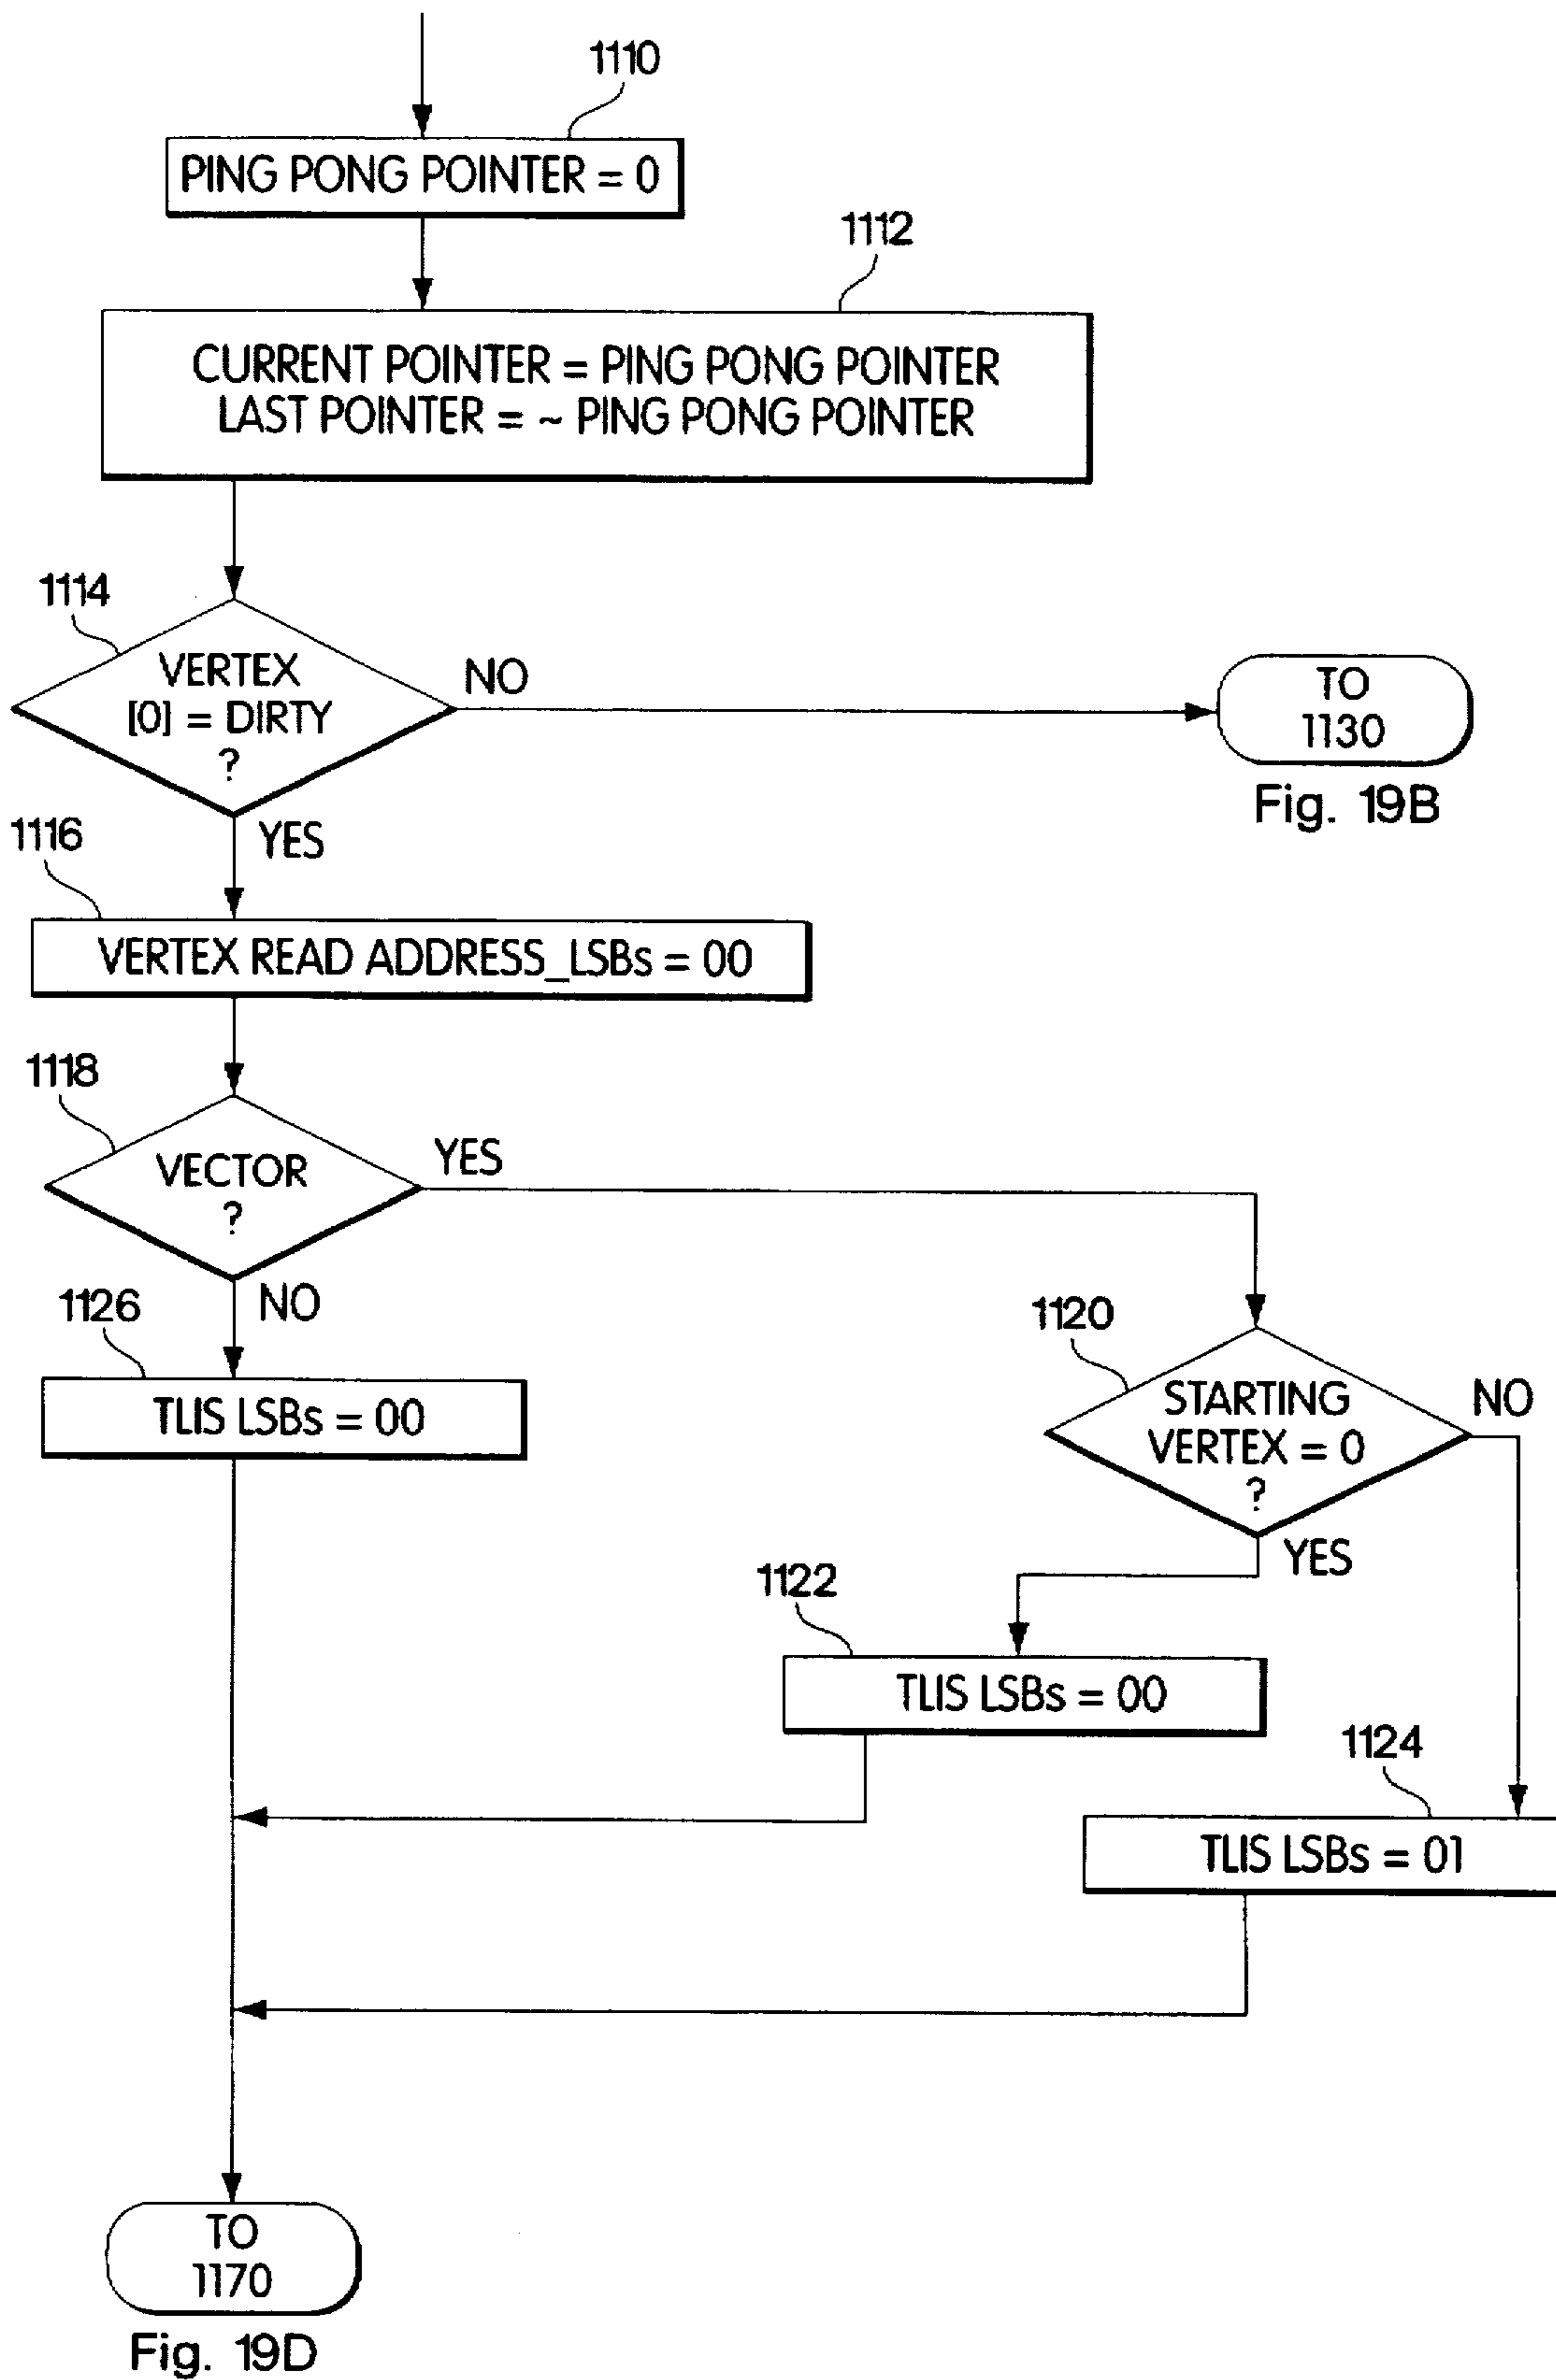 1110
PING PONG POINTER = 0
1112
CURRENT POINTER = PING PONG POINTER
LAST POINTER = ~ PING PONG POINTER
1114
VERTEX
[0] = DIRTY
?
NO
TO
1130
Fig. 19B
YES
1116
VERTEX READ ADDRESS_LSBs = 00
1118
VECTOR
?
YES
NO
1126
TLIS LSBs = 00
1120
STARTING
VERTEX = 0
?
NO
YES
1122
TLIS LSBs = 00
1124
TLIS LSBs = 01
TO
1170
Fig. 19D